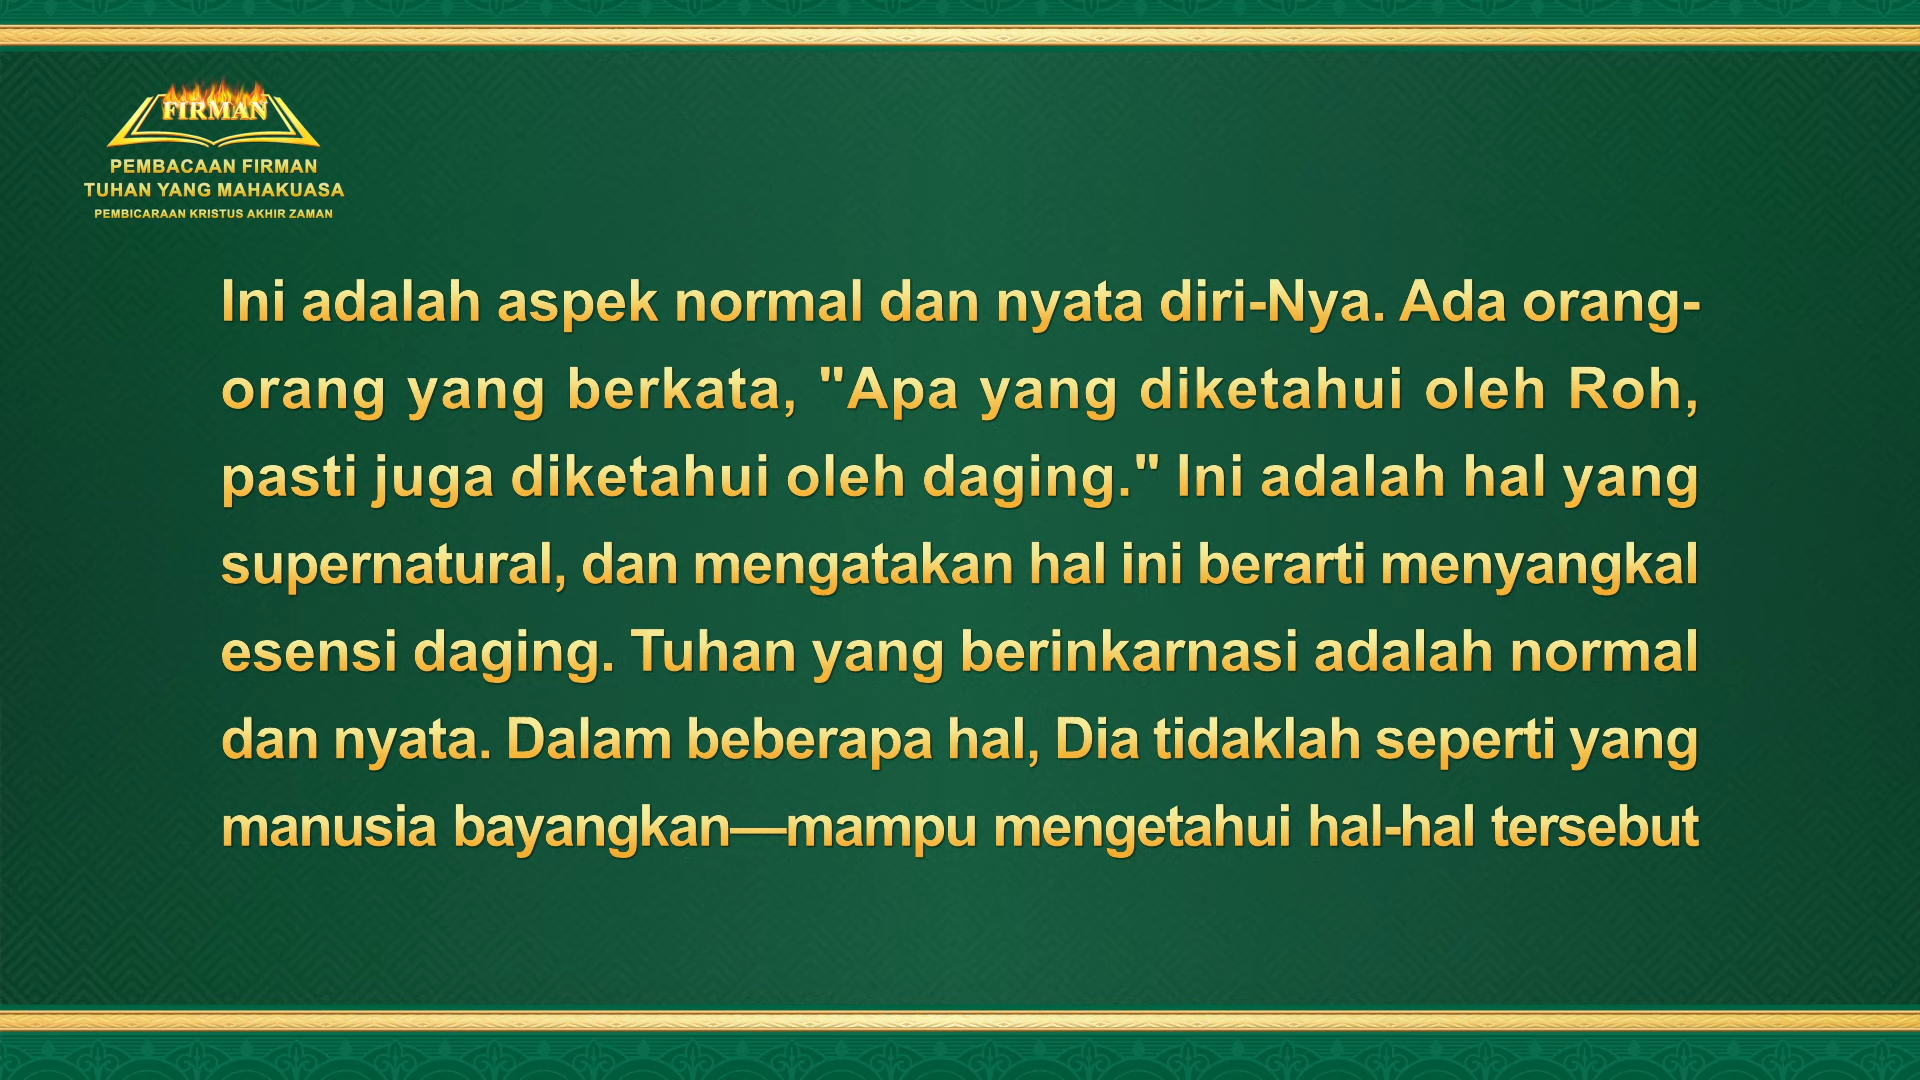 FIRMAN
PEMBACAAN FIRMAN
TUHAN YANG MAHAKUASA
PEMBICARAAN KRISTUS AKHIR ZAMAN
Ini adalah aspek normal dan nyata diri-Nya. Ada orang-
orang yang berkata, "Apa yang diketahui oleh Roh,
pasti juga diketahui oleh daging." Ini adalah hal yang
supernatural, dan mengatakan hal ini berarti menyangkal
esensi daging. Tuhan yang berinkarnasi adalah normal
dan nyata. Dalam beberapa hal, Dia tidaklah seperti yang
manusia bayangkan—mampu mengetahui hal-hal tersebut